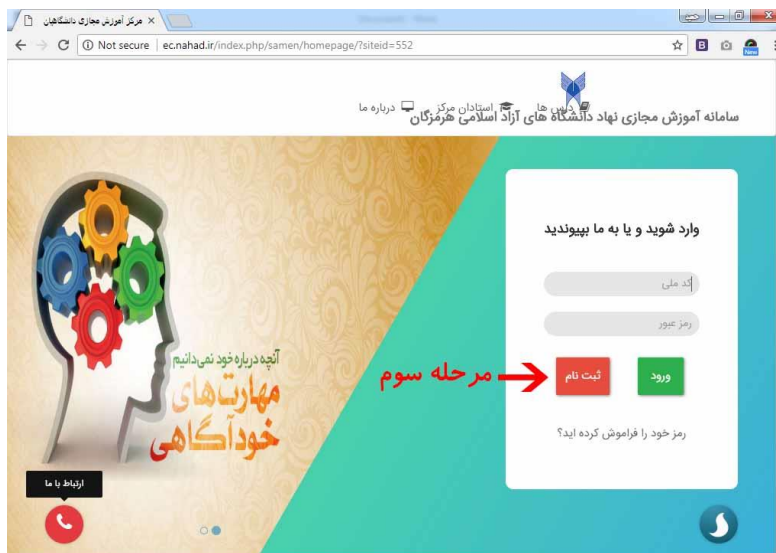 مرکز آموزش مجازی دانشگاهیان
Not secure | ec.nahad.ir/index.php/samen/homepage/?siteid=552
New
درس ها استادان مرکز درباره ما
سامانه آموزش مجازی نهاد دانشگاه های آزاد اسلامی هرمزگان
وارد شوید و یا به ما بپیوندید
کد ملی
رمز عبور
ورود
ثبت نام
مرحله سوم
رمز خود را فراموش کرده اید؟
آنچه درباره خود نمی‌دانیم
مهارت‌های
خودآگاهی
ارتباط با ما